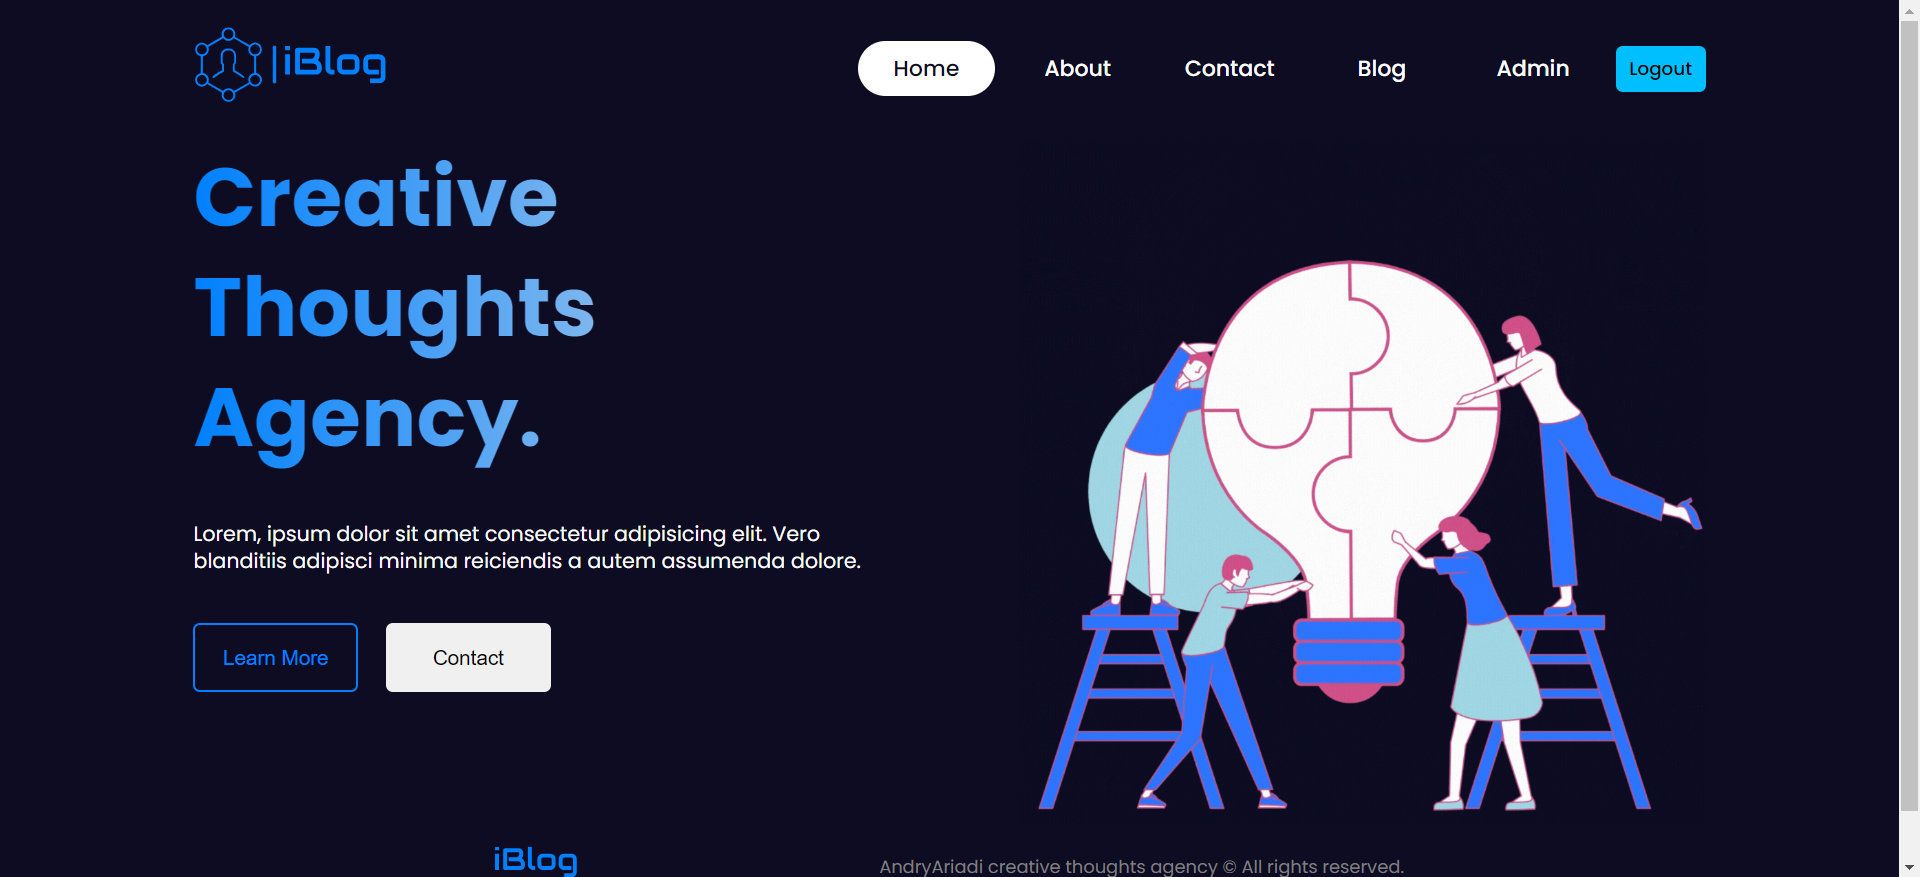 iBlog
Home About Contact Blog Admin Logout
Creative
Thoughts
Agency.
Lorem, ipsum dolor sit amet consectetur adipisicing elit. Vero
blanditiis adipisci minima reiciendis a autem assumenda dolore.
Learn More Contact
iBlog AndryAriadi creative thoughts agency © All rights reserved.